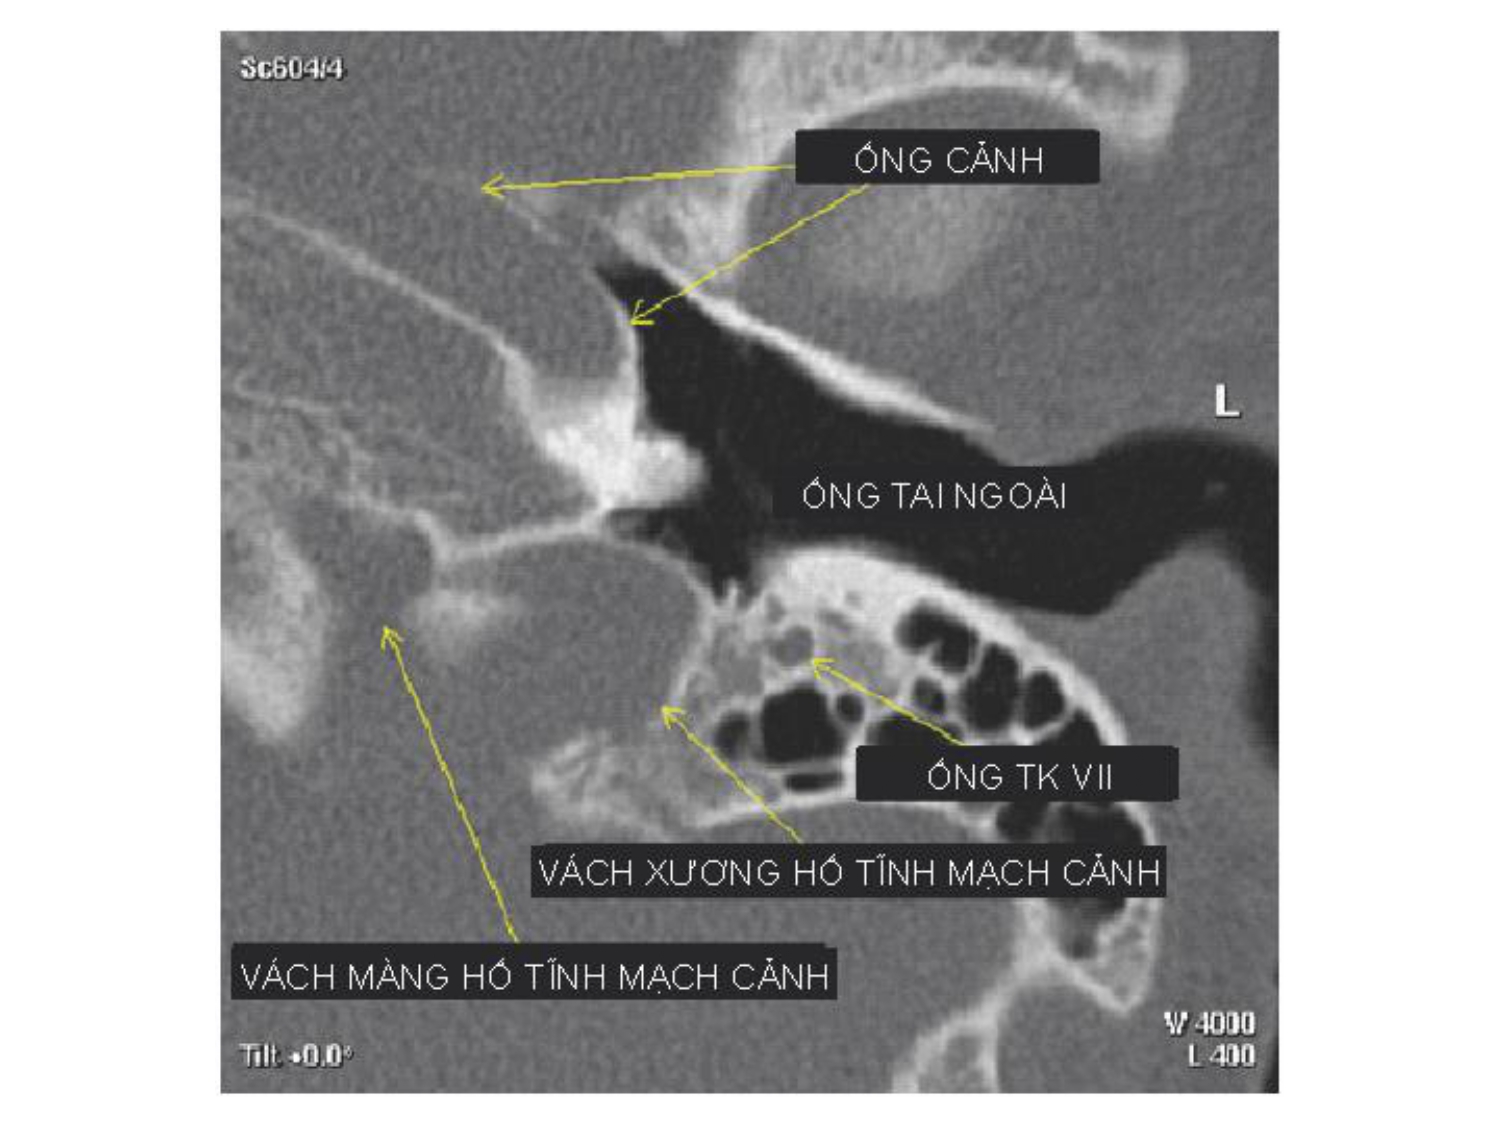 Sc604/4
ỐNG CẢNH
L
ỐNG TAI NGOÀI
ỐNG TK VII
VÁCH XƯƠNG HỐ TĨNH MẠCH CẢNH
VÁCH MÀNG HỐ TĨNH MẠCH CẢNH
W 4000
Tilt +0.0°
L 400